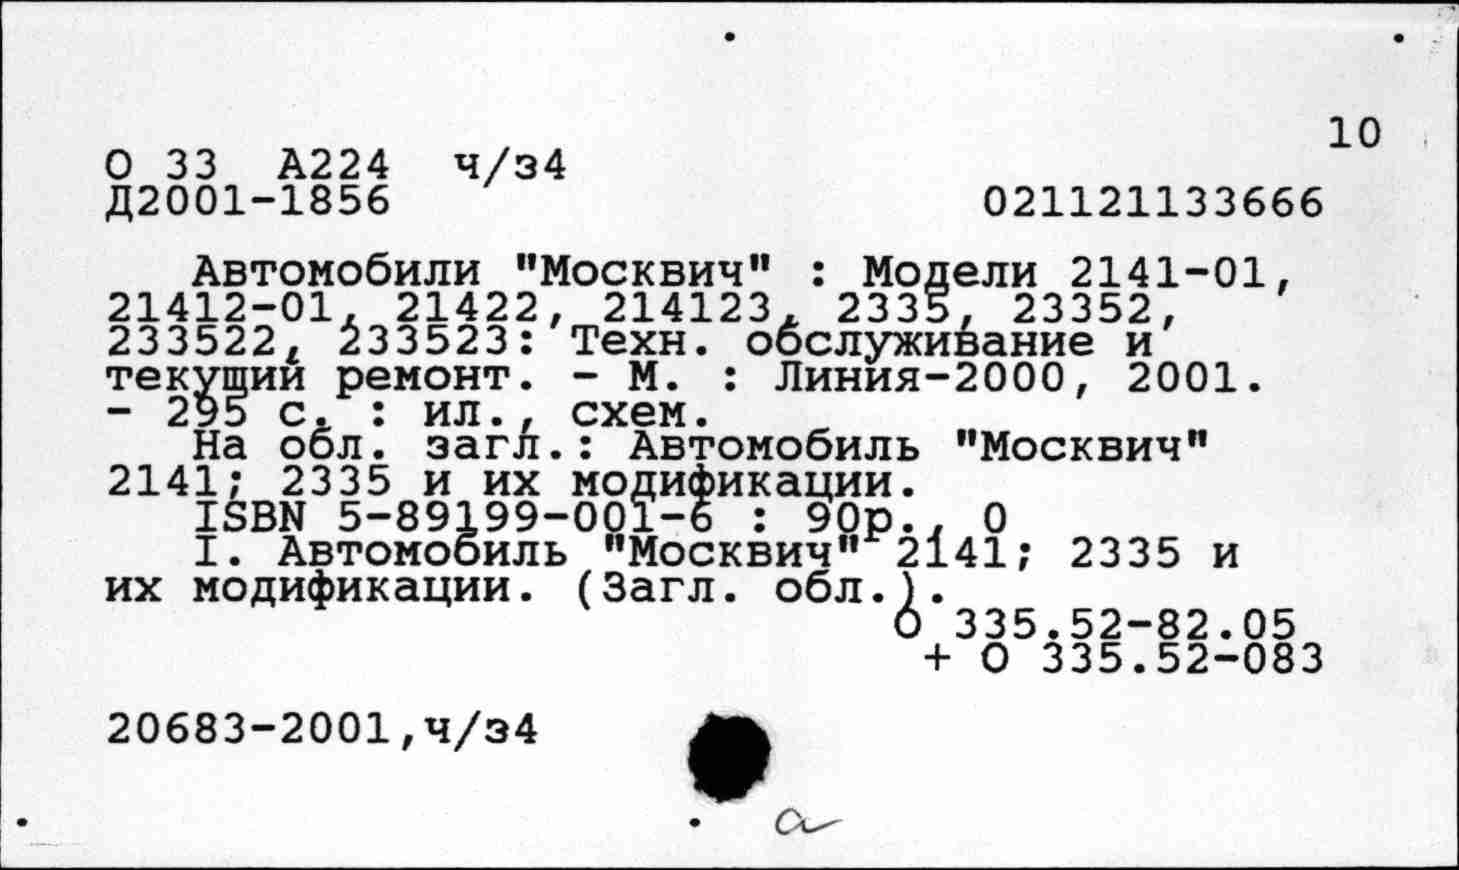 10
О 33 А224 ч/з4
Д2001-1856 021121133666
Автомобили "Москвич" : Модели 2141-01,
21412-01, 21422, 214123, 2335, 23352,
233522, 233523: Техн. обслуживание и
текущий ремонт. - М. : Линия-2000, 2001.
- 295 с. : ил., схем.
На обл. загл.: Автомобиль "Москвич"
2141; 2335 и их модификации.
ISBN 5-89199-001-6 : 90р., 0
I. Автомобиль "Москвич" 2141; 2335 и
их модификации. (Загл. обл.).
О 335.52-82.05
+ О 335.52-083
20683-2001,ч/з4